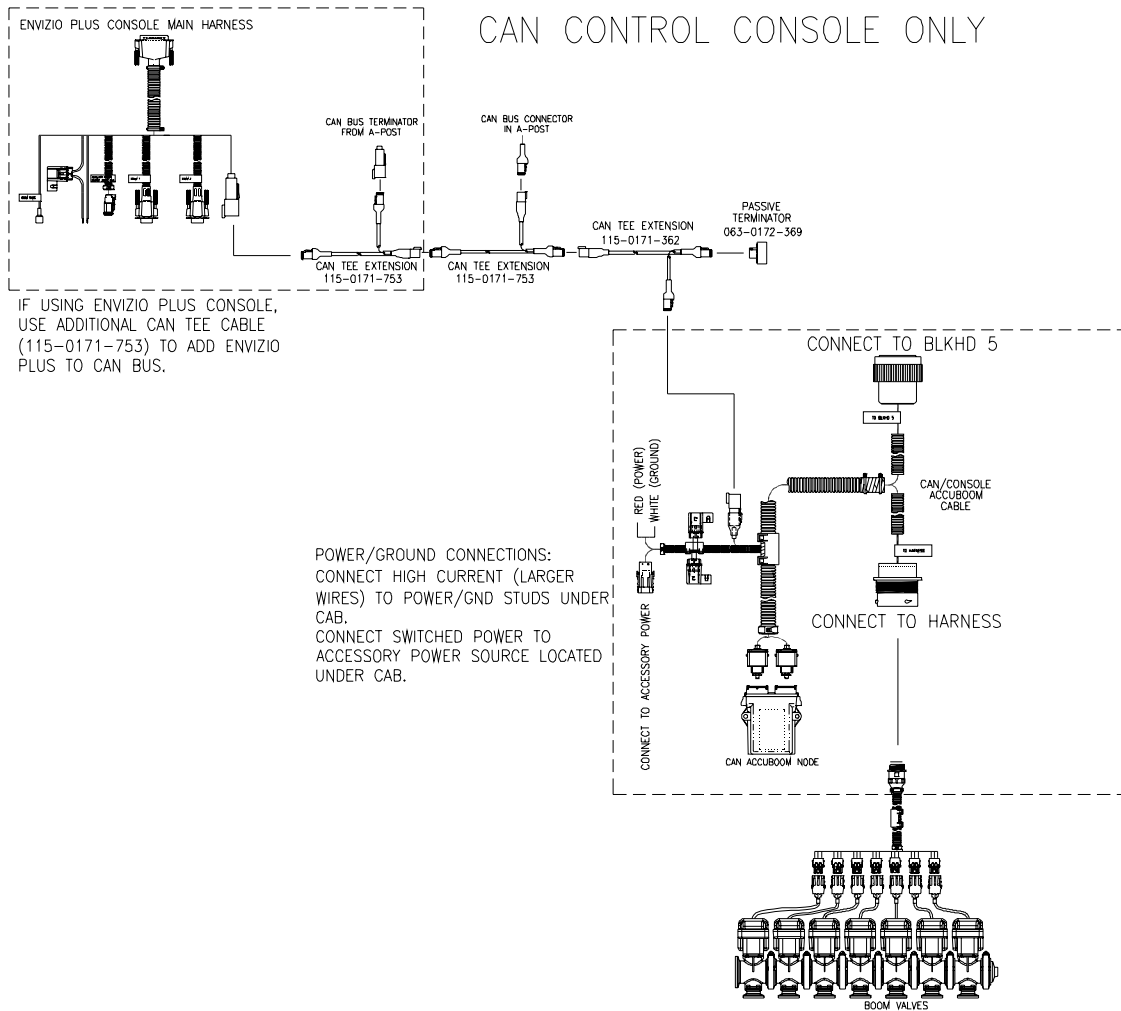 CAN CONTROL CONSOLE ONLY
ENVIZIO PLUS CONSOLE MAIN HARNESS
CAN BUS TERMINATOR
FROM A-POST
CAN BUS CONNECTOR
IN A-POST
CAN TEE EXTENSION
115-0171-362
PASSIVE
TERMINATOR
063-0172-369
CAN TEE EXTENSION
115-0171-753
CAN TEE EXTENSION
115-0171-753
IF USING ENVIZIO PLUS CONSOLE,
USE ADDITIONAL CAN TEE CABLE
(115-0171-753) TO ADD ENVIZIO
PLUS TO CAN BUS.
CONNECT TO BLKHD 5
TO BLKHD 5
RED (POWER)
WHITE (GROUND)
CAN/CONSOLE
ACCUBOOM
CABLE
TO HARNESS
POWER/GROUND CONNECTIONS:
CONNECT HIGH CURRENT (LARGER
WIRES) TO POWER/GND STUDS UNDER
CAB.
CONNECT SWITCHED POWER TO
ACCESSORY POWER SOURCE LOCATED
UNDER CAB.
CONNECT TO ACCESSORY POWER
CONNECT TO HARNESS
CAN ACCUBOOM NODE
BOOM VALVES